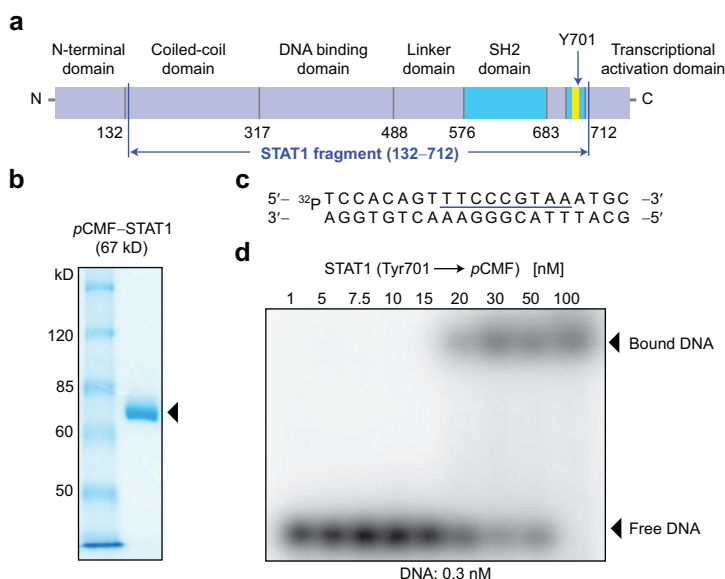 a
Y701
N-terminal domain
Coiled-coil domain
DNA binding domain
Linker domain
SH2 domain
Transcriptional activation domain
N
C
132 317 488 576 683 712
STAT1 fragment (132–712)
b
pCMF–STAT1
(67 kD)
kD
120
85
60
50
c
5′– ³²P TCCACAGTTTCCCGTAAATGC –3′
3′– AGGTGTCAAAGGGCATTTACG –5′
d
STAT1 (Tyr701 → pCMF) [nM]
1 5 7.5 10 15 20 30 50 100
Bound DNA
Free DNA
DNA: 0.3 nM